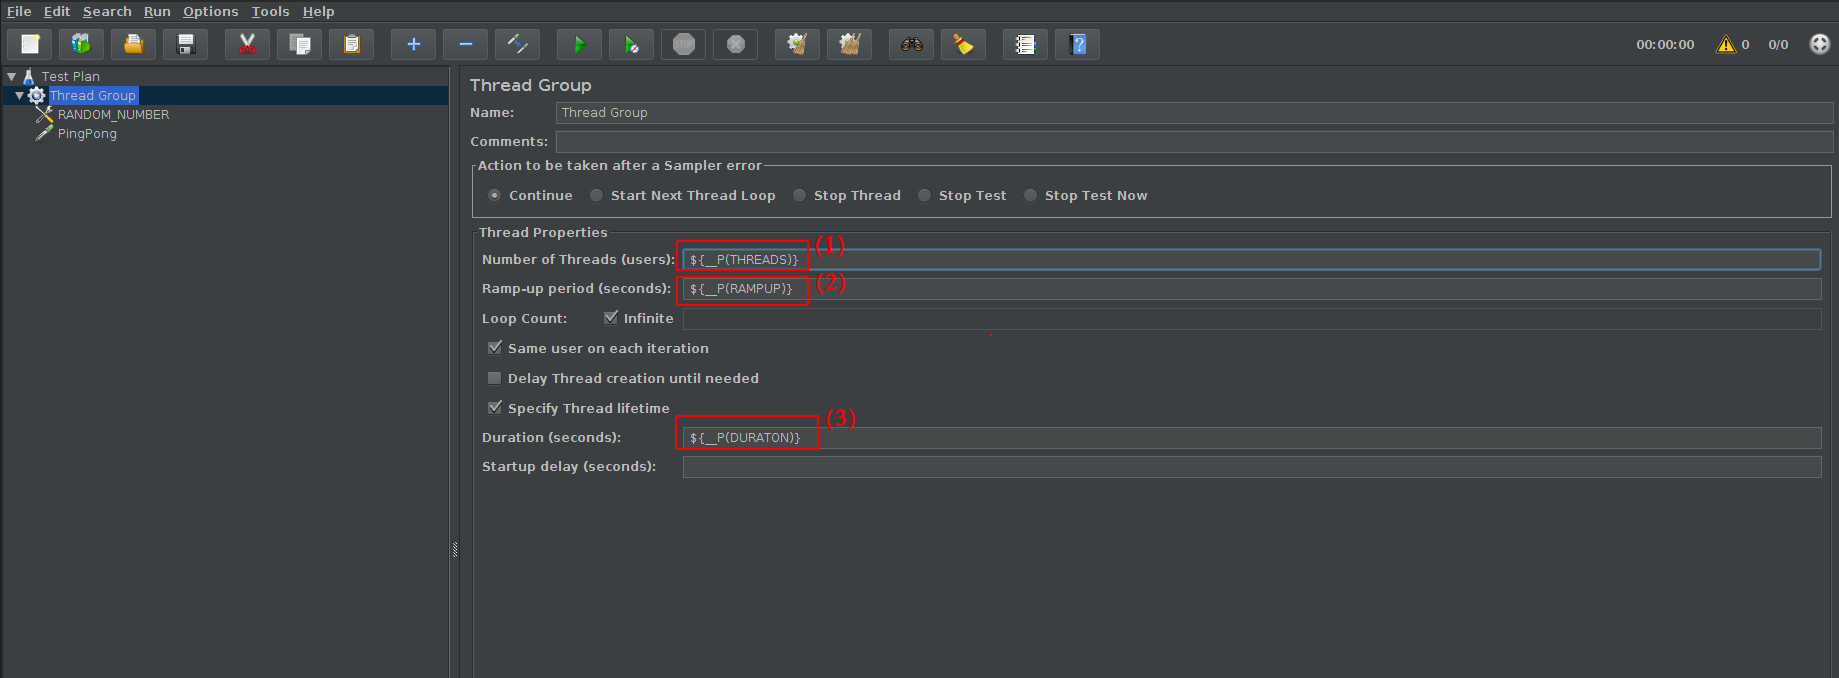 File Edit Search Run Options Tools Help
00:00:00 0 0/0
Test Plan
Thread Group
RANDOM_NUMBER
PingPong
Thread Group
Name: Thread Group
Comments:
Action to be taken after a Sampler error
Continue Start Next Thread Loop Stop Thread Stop Test Stop Test Now
Thread Properties
Number of Threads (users): ${__P(THREADS)} (1)
Ramp-up period (seconds): ${__P(RAMPUP)} (2)
Loop Count: Infinite
Same user on each iteration
Delay Thread creation until needed
Specify Thread lifetime
Duration (seconds): ${__P(DURATON)} (3)
Startup delay (seconds):